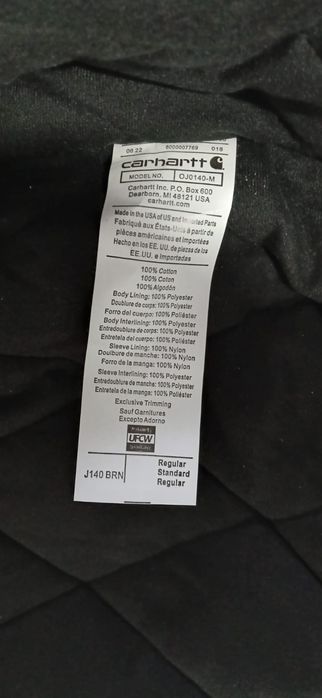 06 22 6000007769 018
carhartt
MODEL NO. OJ0140-M
Carhartt Inc. P.O. Box 600
Dearborn, MI 48121 USA
carhartt.com
Made in the USA of US and Imported Parts
Fabriqué aux États-Unis à partir de
pièces américaines et importées
Hecho en los EE. UU. de piezas de los
EE.UU. e importadas
100% Cotton
100% Coton
100% Algodón
Body Lining: 100% Polyester
Doublure de corps: 100% Polyester
Forro del cuerpo: 100% Poliéster
Body Interlining: 100% Polyester
Entredoublure de corps: 100% Polyester
Entretela del cuerpo: 100% Poliéster
Sleeve Lining: 100% Nylon
Doubure de manche: 100% Nylon
Forro de la manga: 100% Nylon
Sleeve Interlining: 100% Polyester
Entredoublure de manche: 100% Polyester
Entretela de la manga: 100% Poliéster
Exclusive Trimming
Sauf Garnitures
Excepto Adorno
UFCW
J140 BRN
Regular
Standard
Regular